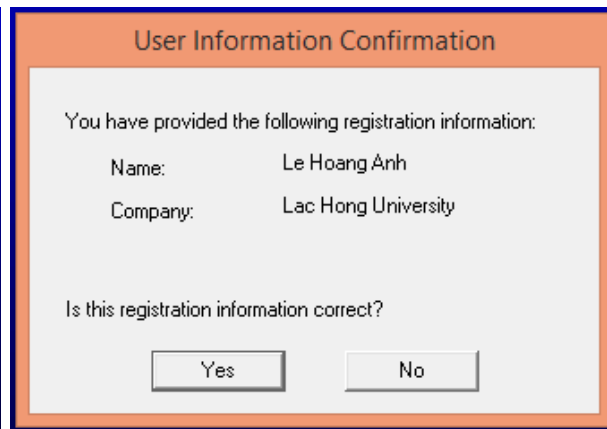 User Information Confirmation
You have provided the following registration information:
Name: Le Hoang Anh
Company: Lac Hong University
Is this registration information correct?
Yes No